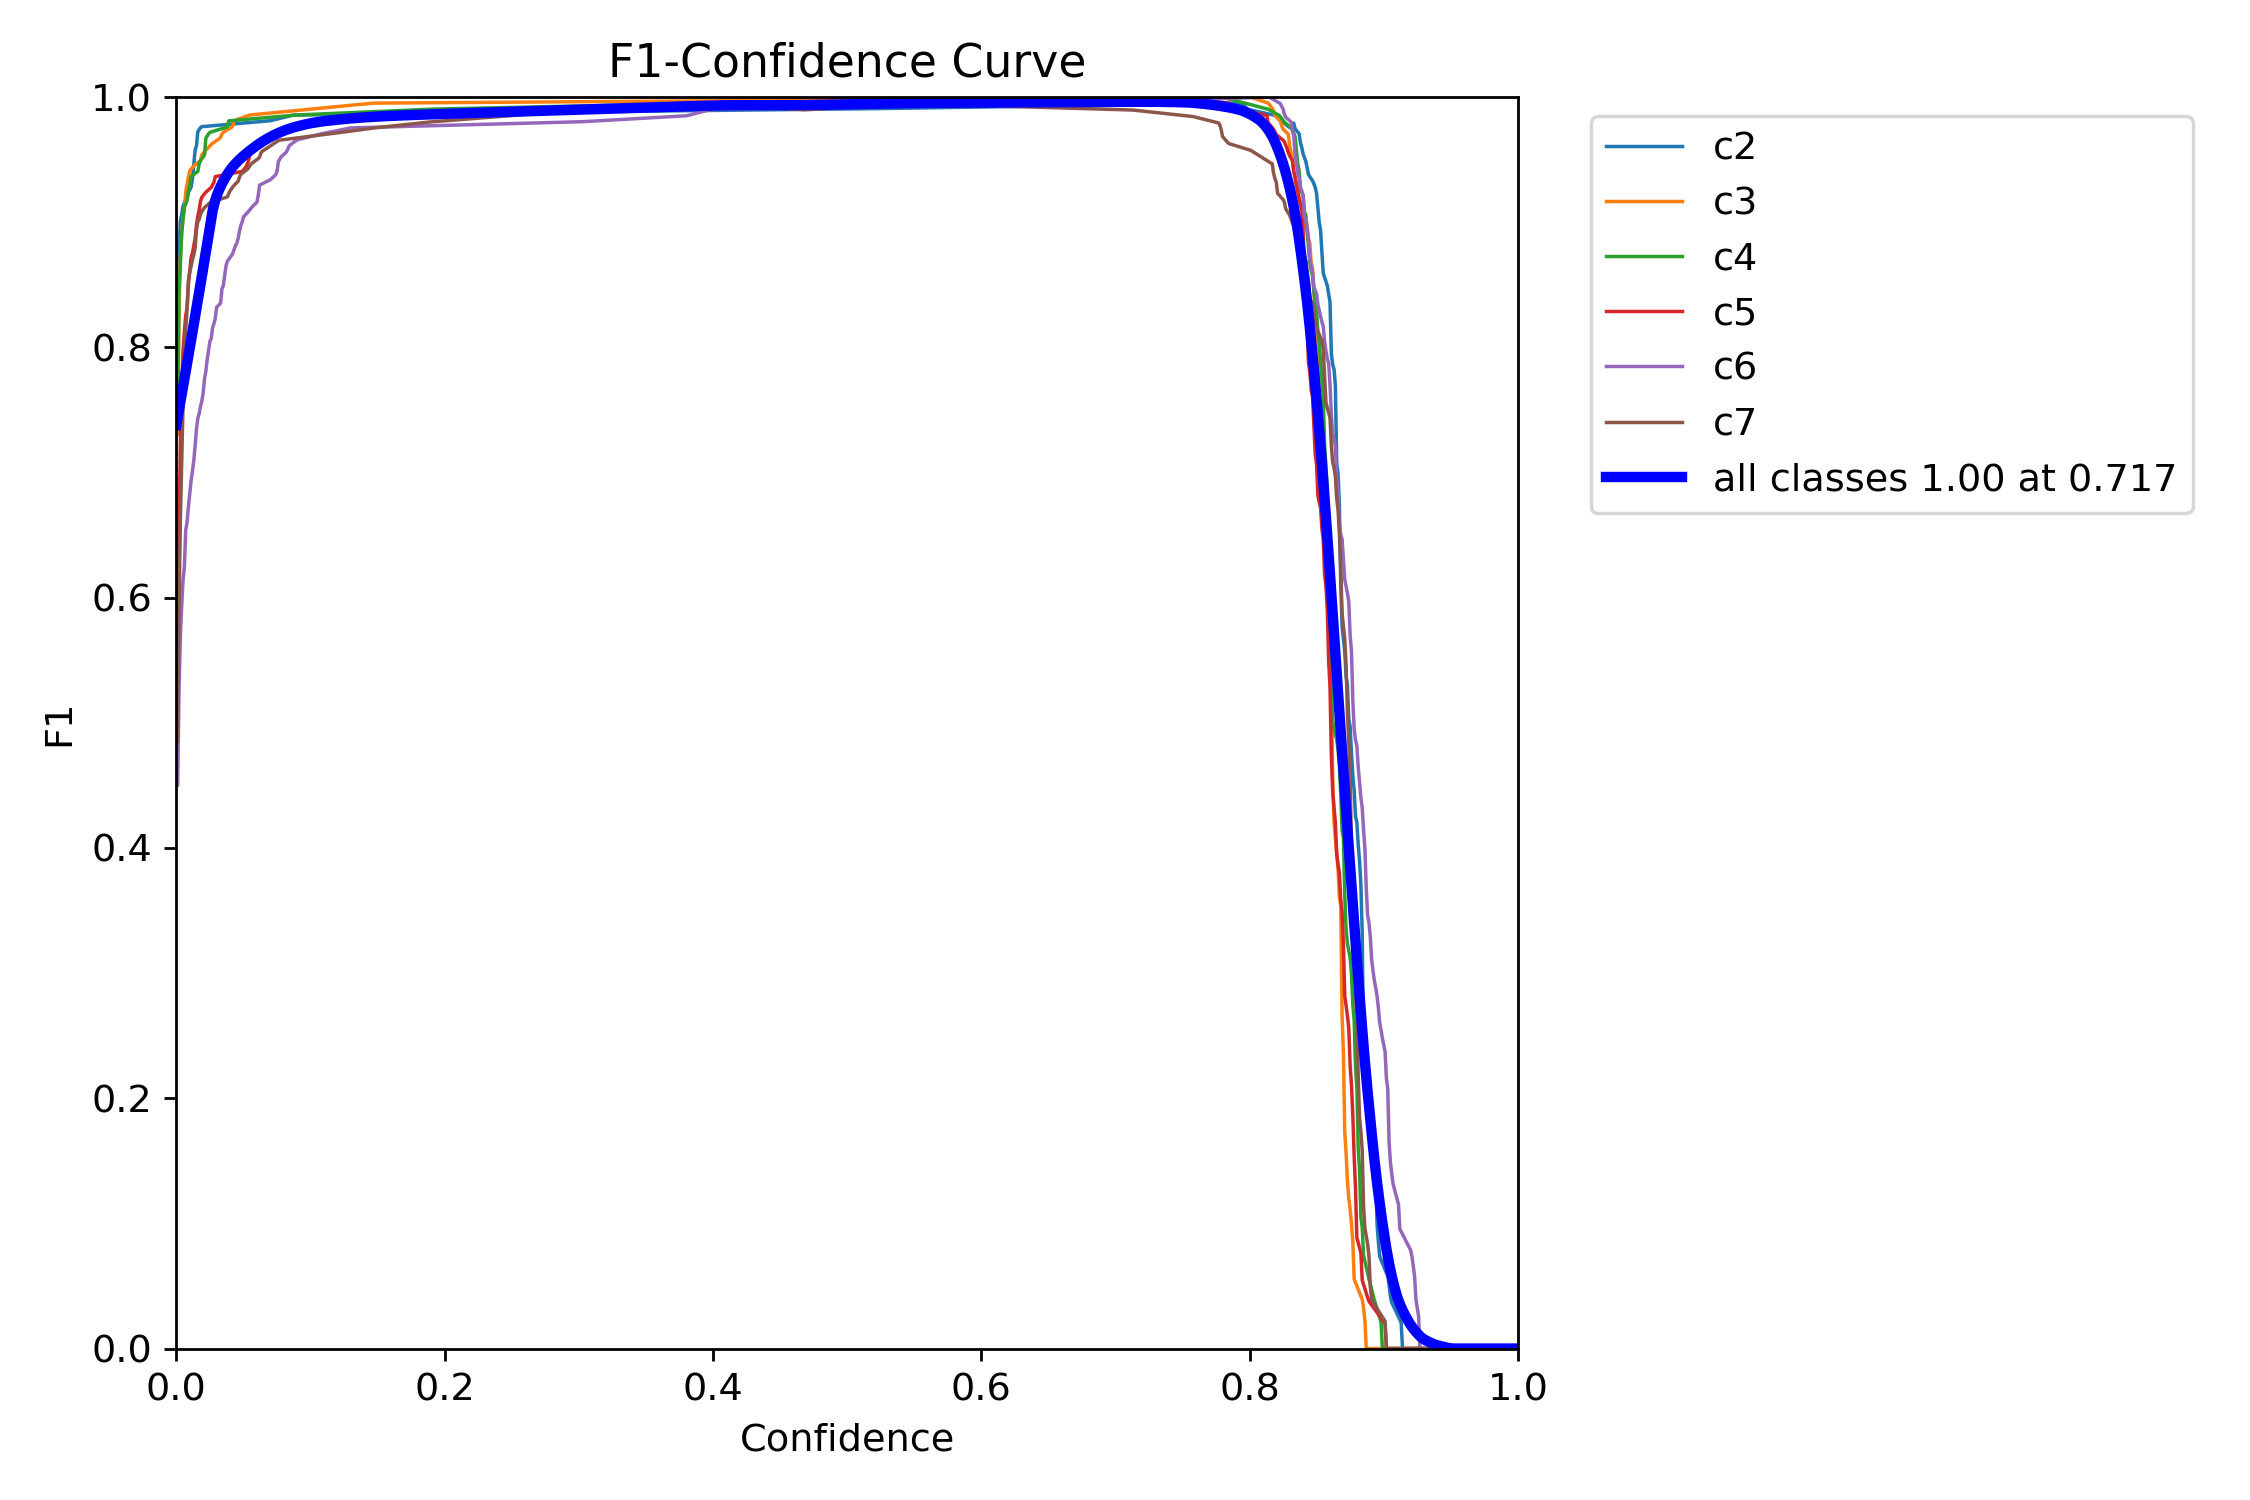 F1-Confidence Curve
1.0
0.8
0.6
0.4
0.2
0.0
F1
0.0 0.2 0.4 0.6 0.8 1.0
Confidence
c2
c3
c4
c5
c6
c7
all classes 1.00 at 0.717